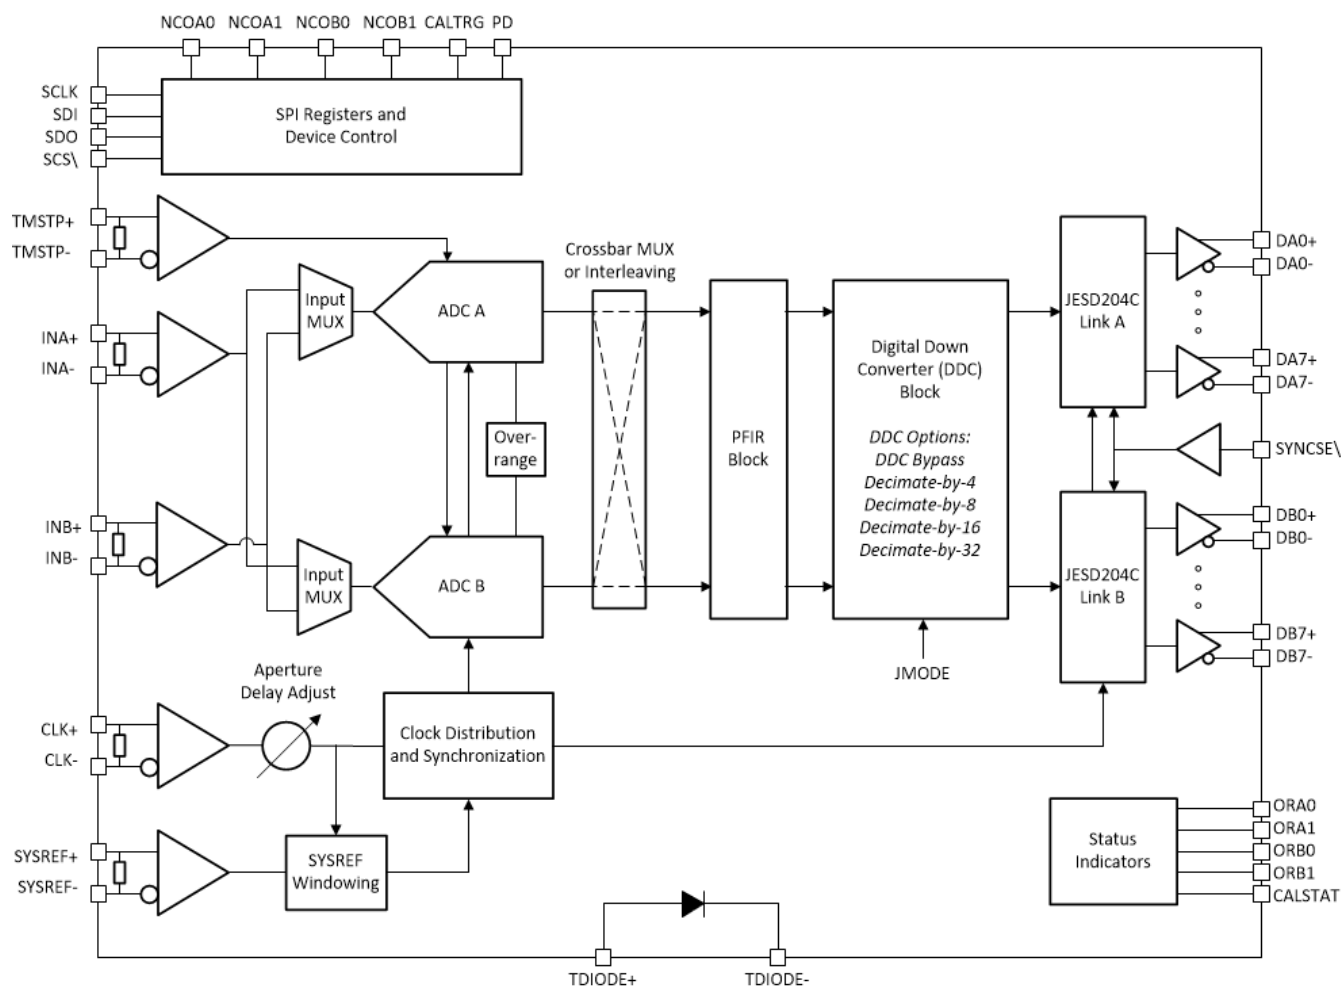 NCOA0 NCOA1 NCOB0 NCOB1 CALTRG PD
SCLK
SDI
SDO
SCS\
SPI Registers and
Device Control
TMSTP+
TMSTP-
INA+
INA-
INB+
INB-
CLK+
CLK-
SYSREF+
SYSREF-
Input
MUX
Input
MUX
ADC A
ADC B
Over-
range
Crossbar MUX
or Interleaving
PFIR
Block
Digital Down
Converter (DDC)
Block
DDC Options:
DDC Bypass
Decimate-by-4
Decimate-by-8
Decimate-by-16
Decimate-by-32
JMODE
JESD204C
Link A
JESD204C
Link B
DA0+
DA0-
DA7+
DA7-
SYNCSE\
DB0+
DB0-
DB7+
DB7-
Aperture
Delay Adjust
Clock Distribution
and Synchronization
SYSREF
Windowing
Status
Indicators
ORA0
ORA1
ORB0
ORB1
CALSTAT
TDIODE+
TDIODE-